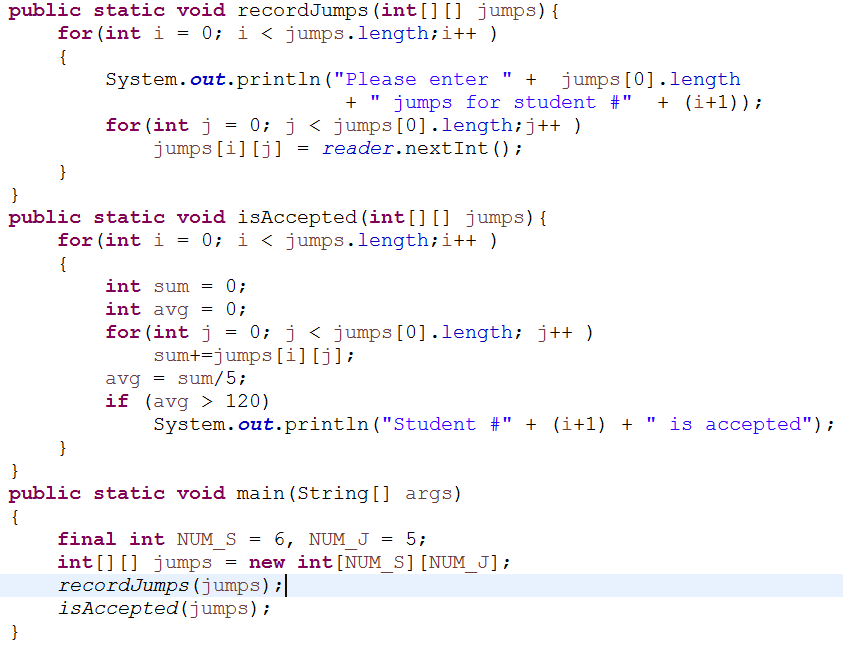 public static void recordJumps(int[][] jumps){
    for(int i = 0; i < jumps.length;i++ )
    {
        System.out.println("Please enter " +  jumps[0].length
                            + " jumps for student #"  + (i+1));
        for(int j = 0; j < jumps[0].length;j++ )
            jumps[i][j] = reader.nextInt();
    }
}
public static void isAccepted(int[][] jumps){
    for(int i = 0; i < jumps.length;i++ )
    {
        int sum = 0;
        int avg = 0;
        for(int j = 0; j < jumps[0].length; j++ )
            sum+=jumps[i][j];
        avg = sum/5;
        if (avg > 120)
            System.out.println("Student #" + (i+1) + " is accepted");
    }
}
public static void main(String[] args)
{
    final int NUM_S = 6, NUM_J = 5;
    int[][] jumps = new int[NUM_S][NUM_J];
    recordJumps(jumps);
    isAccepted(jumps);
}